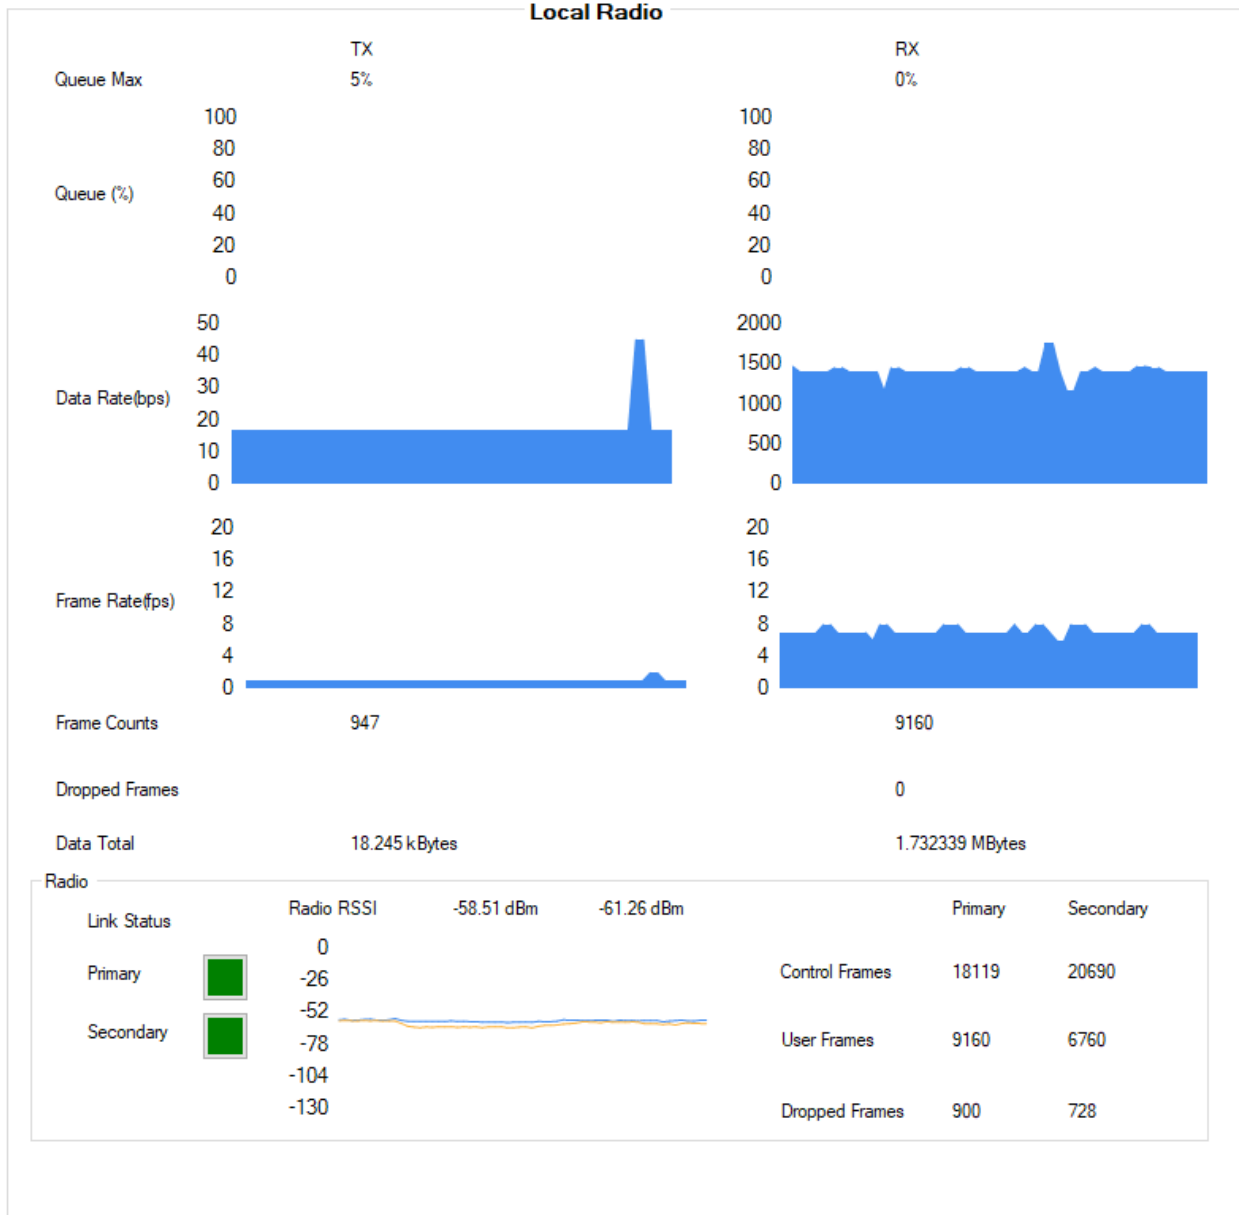 Local Radio
TX RX
Queue Max 5% 0%
100 100
80 80
60 60
Queue (%)
40 40
20 20
0 0
50 2000
40 1500
30 1000
Data Rate(bps)
20 500
10 0
0
20 20
16 16
12 12
Frame Rate(fps)
8 8
4 4
0 0
Frame Counts 947 9160
Dropped Frames 0
Data Total 18.245 kBytes 1.732339 MBytes
Radio
Link Status Radio RSSI -58.51 dBm -61.26 dBm Primary Secondary
0
Primary -26 Control Frames 18119 20690
-52
Secondary -78 User Frames 9160 6760
-104
-130 Dropped Frames 900 728